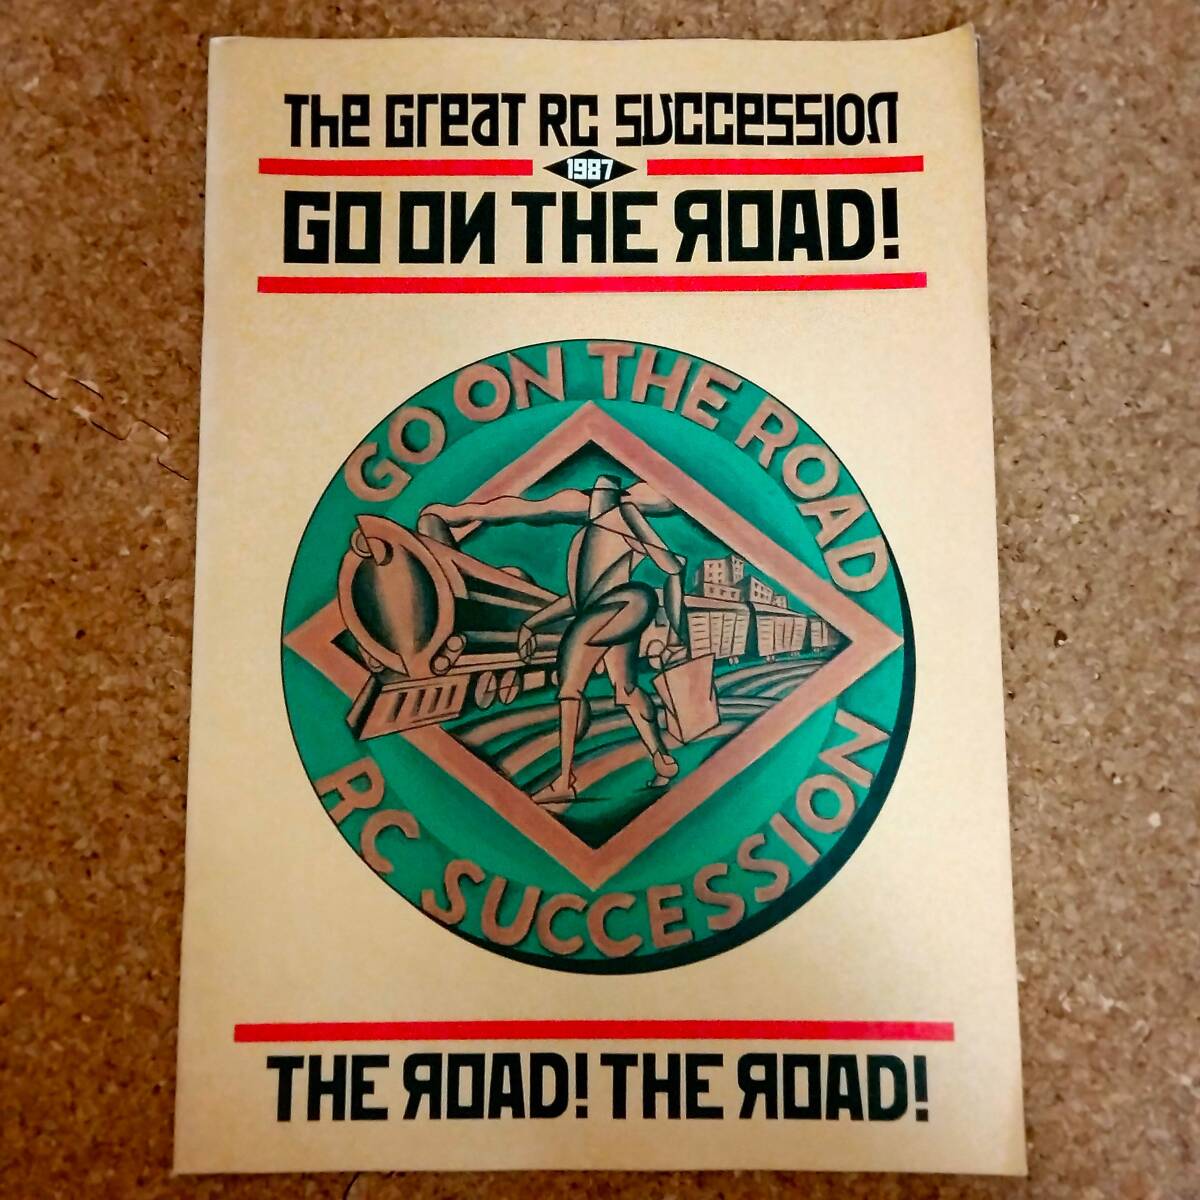 The Great RC SUCCESSION
1987
GO ON THE ROAD!
GO ON THE ROAD
RC SUCCESSION
THE ROAD! THE ROAD!